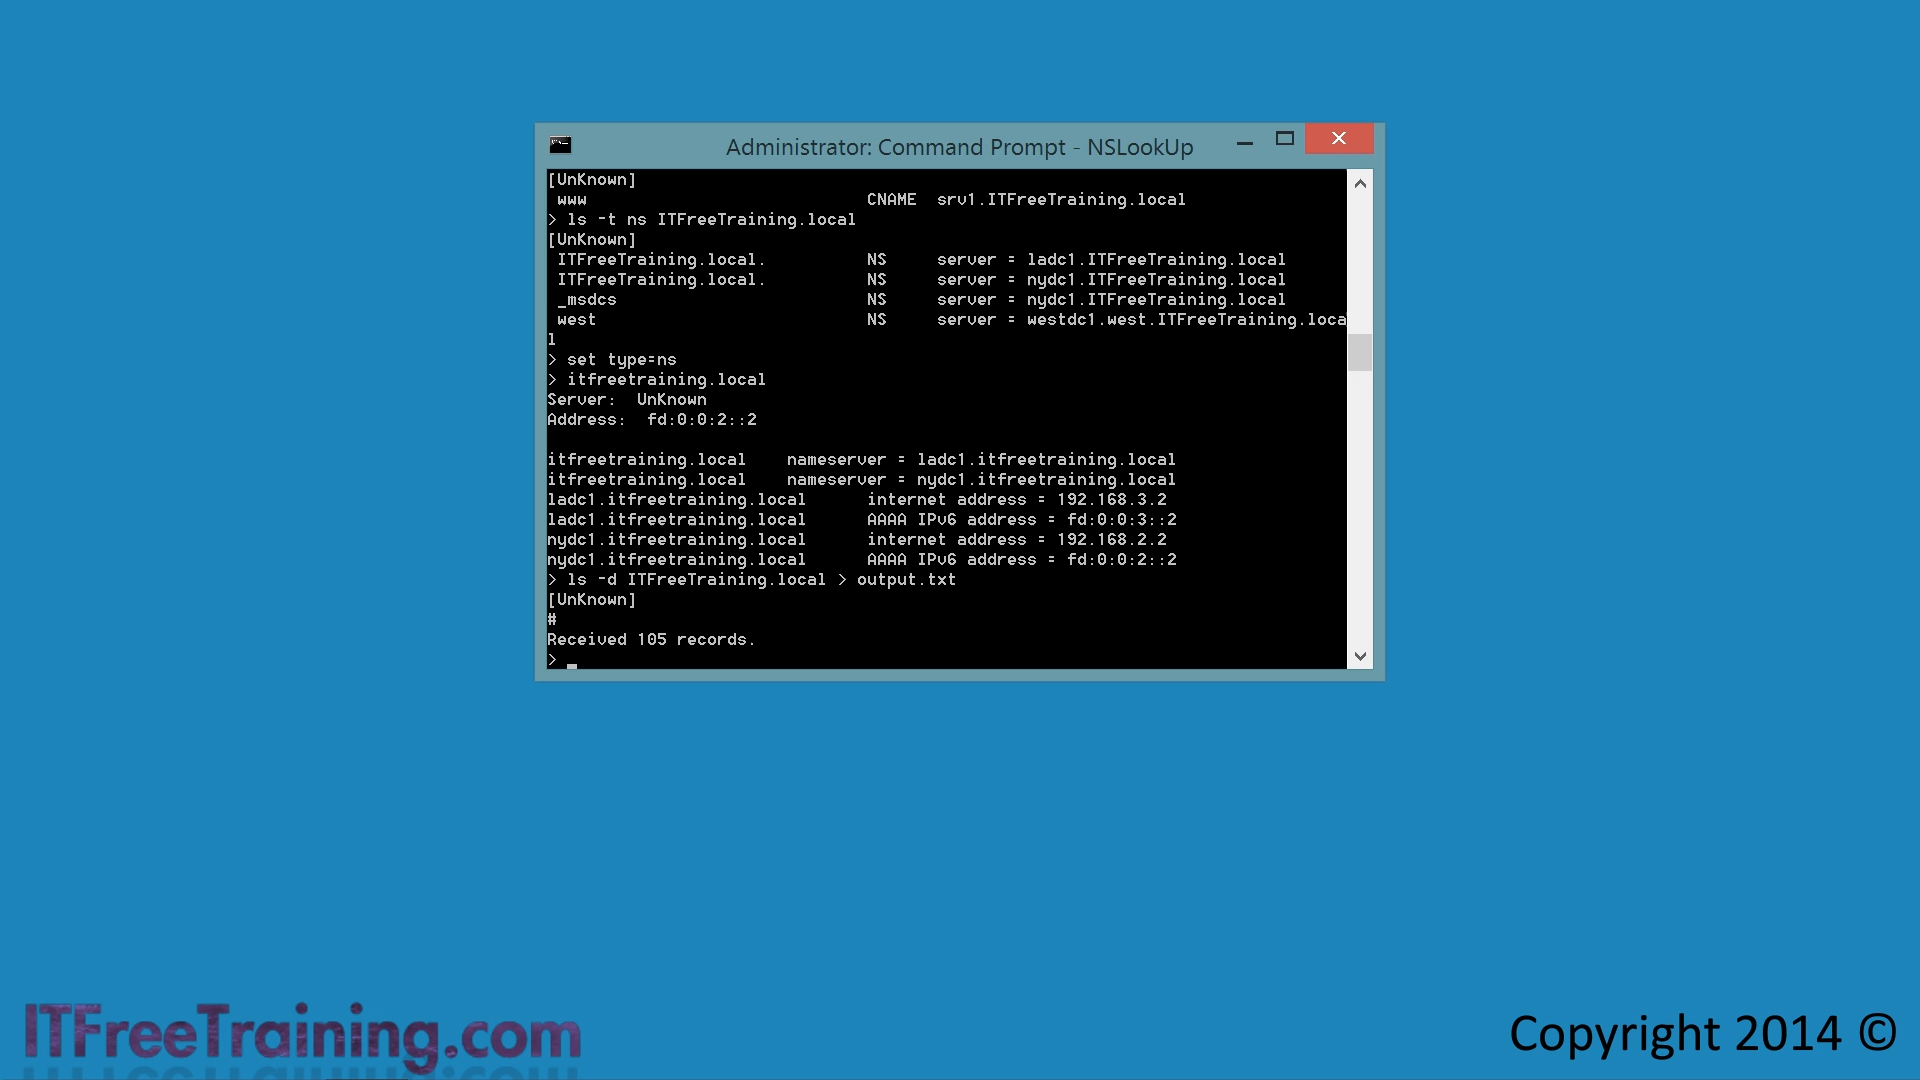 Administrator: Command Prompt - NSLookUp
[UnKnown]
www CNAME srv1.ITFreeTraining.local
> ls -t ns ITFreeTraining.local
[UnKnown]
ITFreeTraining.local. NS server = ladc1.ITFreeTraining.local
ITFreeTraining.local. NS server = nydc1.ITFreeTraining.local
_msdcs NS server = nydc1.ITFreeTraining.local
west NS server = westdc1.west.ITFreeTraining.loca
l
> set type=ns
> itfreetraining.local
Server: UnKnown
Address: fd:0:0:2::2
itfreetraining.local nameserver = ladc1.itfreetraining.local
itfreetraining.local nameserver = nydc1.itfreetraining.local
ladc1.itfreetraining.local internet address = 192.168.3.2
ladc1.itfreetraining.local AAAA IPv6 address = fd:0:0:3::2
nydc1.itfreetraining.local internet address = 192.168.2.2
nydc1.itfreetraining.local AAAA IPv6 address = fd:0:0:2::2
> ls -d ITFreeTraining.local > output.txt
[UnKnown]
#
Received 105 records.
>
ITFreeTraining.com
Copyright 2014 ©